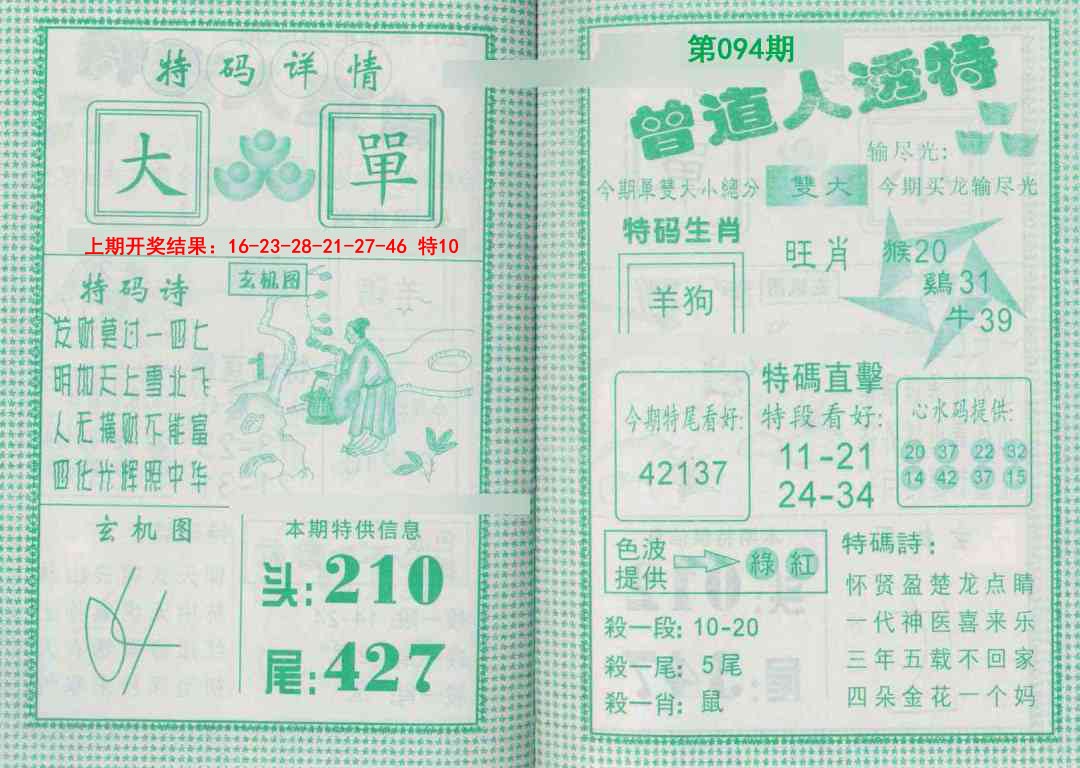 特码详情
大 單
上期开奖结果：16-23-28-21-27-46 特10
特码诗
发财莫过一四七
明如天上雪北飞
人无横财不能富
四化光辉照中华
玄机图
1
玄机图
本期特供信息
头:210
尾:427
第094期
曾道人透特
输尽光:
今期單雙大小總分 雙大 今期买龙输尽光
特码生肖
羊狗
旺肖
猴20
鷄31
牛39
今期特尾看好:
42137
特碼直擊
特段看好:
11-21
24-34
心水码提供:
20 37 22 32
14 42 37 15
色波提供
綠 紅
殺一段: 10-20
殺一尾: 5尾
殺一肖: 鼠
特碼詩:
怀贤盈楚龙点睛
一代神医喜来乐
三年五载不回家
四朵金花一个妈